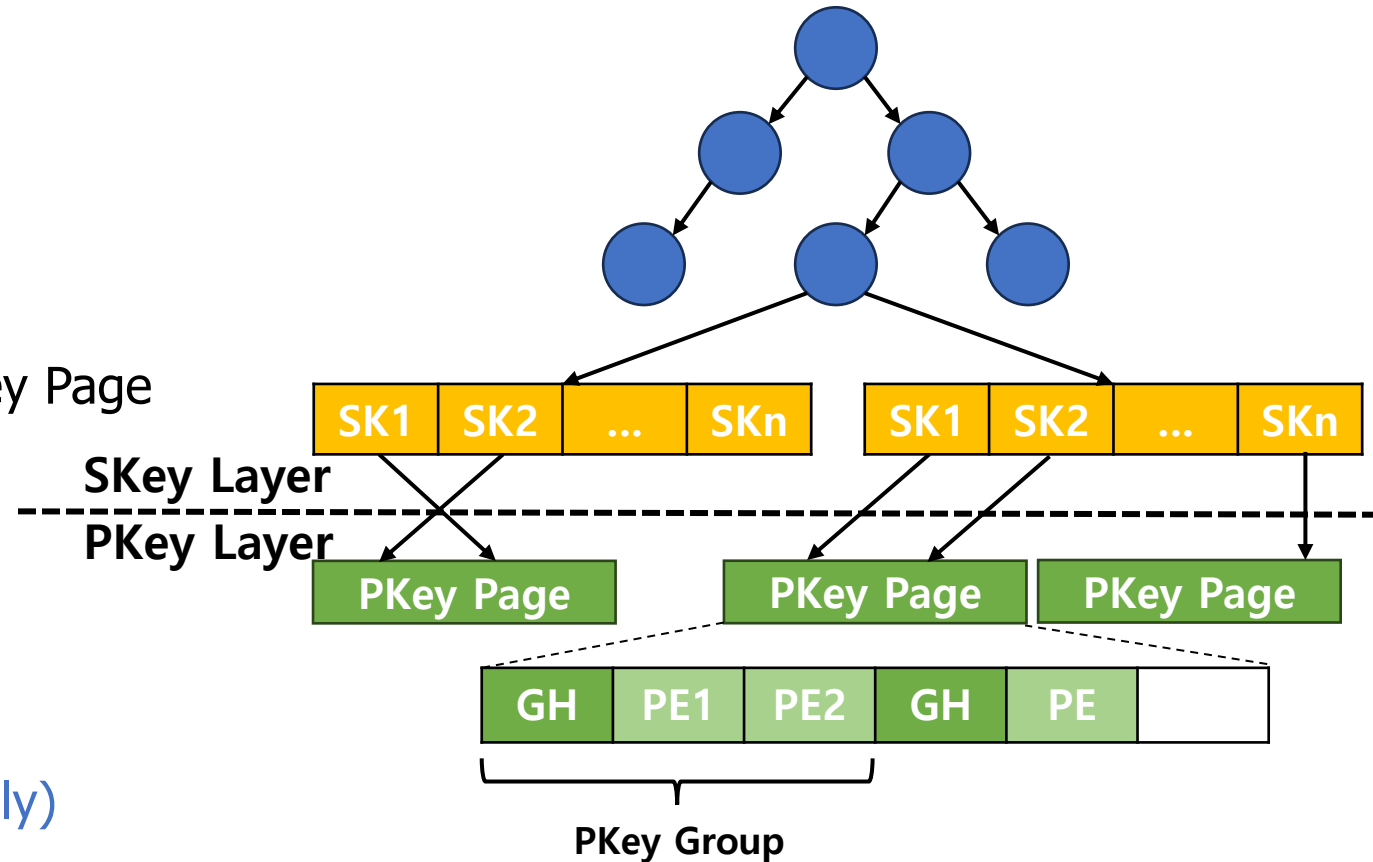 ey Page
SK1 SK2 ... SKn SK1 SK2 ... SKn
SKey Layer
PKey Layer
PKey Page PKey Page PKey Page
GH PE1 PE2 GH PE
ly)
PKey Group